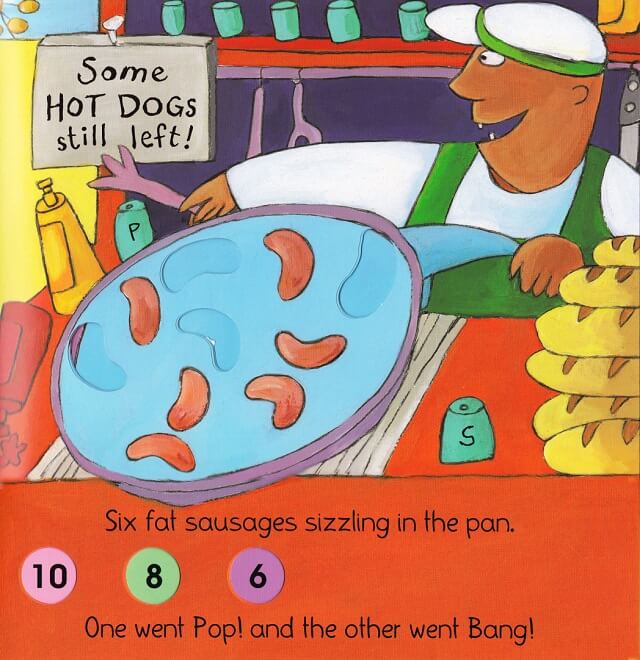 Some
HOT DOGS
still left!
P
S
Six fat sausages sizzling in the pan.
10 8 6
One went Pop! and the other went Bang!